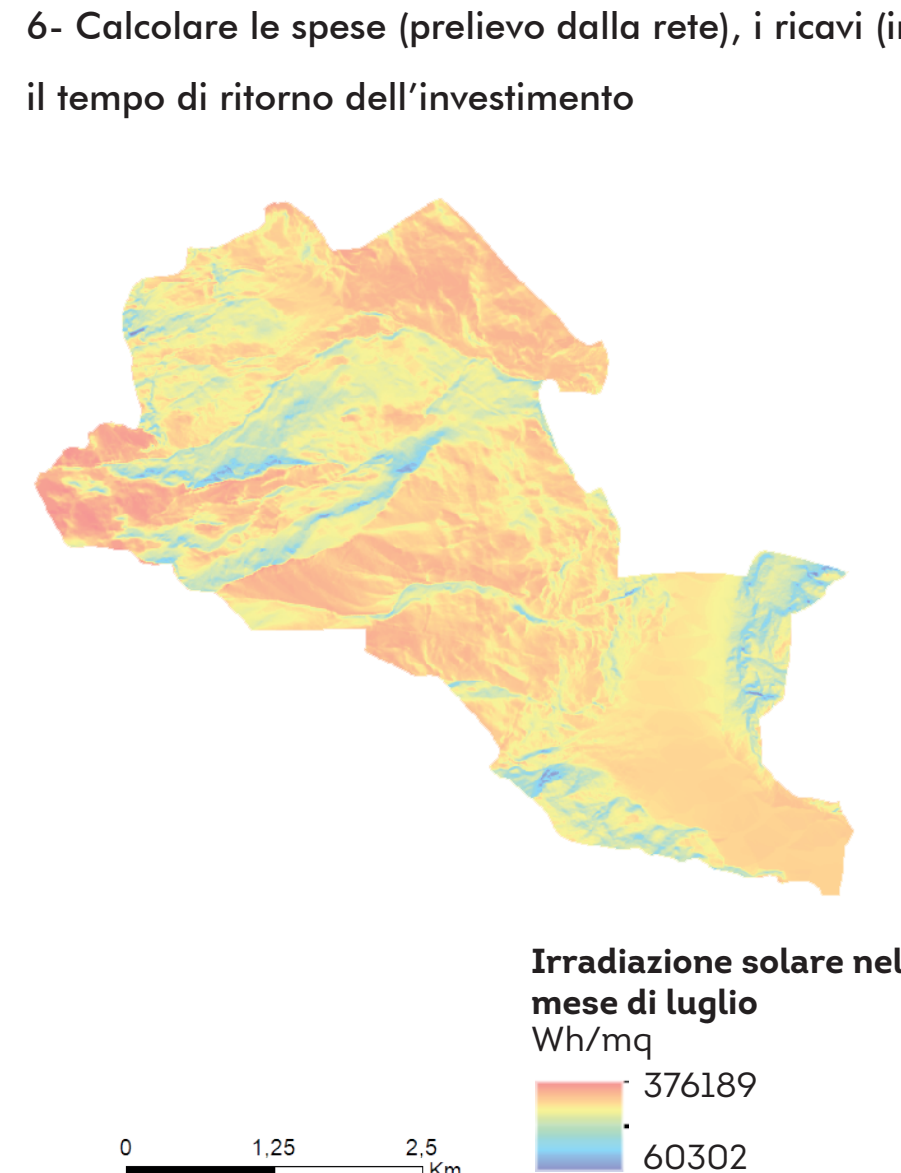 6- Calcolare le spese (prelievo dalla rete), i ricavi
il tempo di ritorno dell'investimento
Irradiazione solare nel
mese di luglio
Wh/mq
376189
60302
0 1,25 2,5
Km